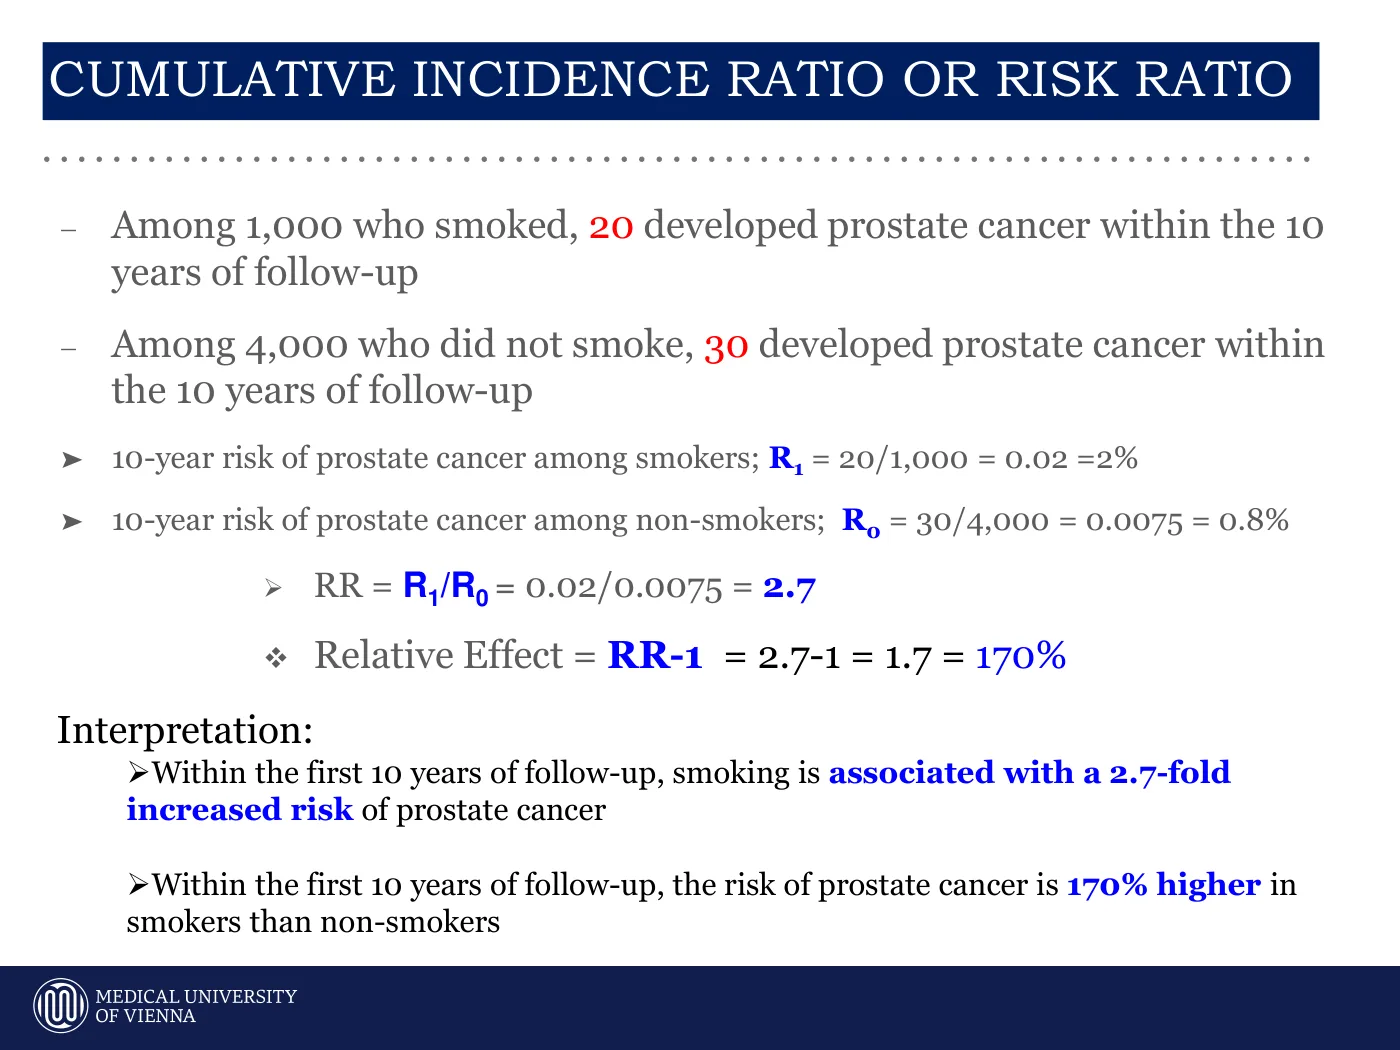 CUMULATIVE INCIDENCE RATIO OR RISK RATIO
– Among 1,000 who smoked, 20 developed prostate cancer within the 10
years of follow-up
– Among 4,000 who did not smoke, 30 developed prostate cancer within
the 10 years of follow-up
➤ 10-year risk of prostate cancer among smokers; R₁ = 20/1,000 = 0.02 =2%
➤ 10-year risk of prostate cancer among non-smokers; R₀ = 30/4,000 = 0.0075 = 0.8%
➢ RR = R₁/R₀ = 0.02/0.0075 = 2.7
❖ Relative Effect = RR-1 = 2.7-1 = 1.7 = 170%
Interpretation:
➢Within the first 10 years of follow-up, smoking is associated with a 2.7-fold
increased risk of prostate cancer
➢Within the first 10 years of follow-up, the risk of prostate cancer is 170% higher in
smokers than non-smokers
MEDICAL UNIVERSITY
OF VIENNA